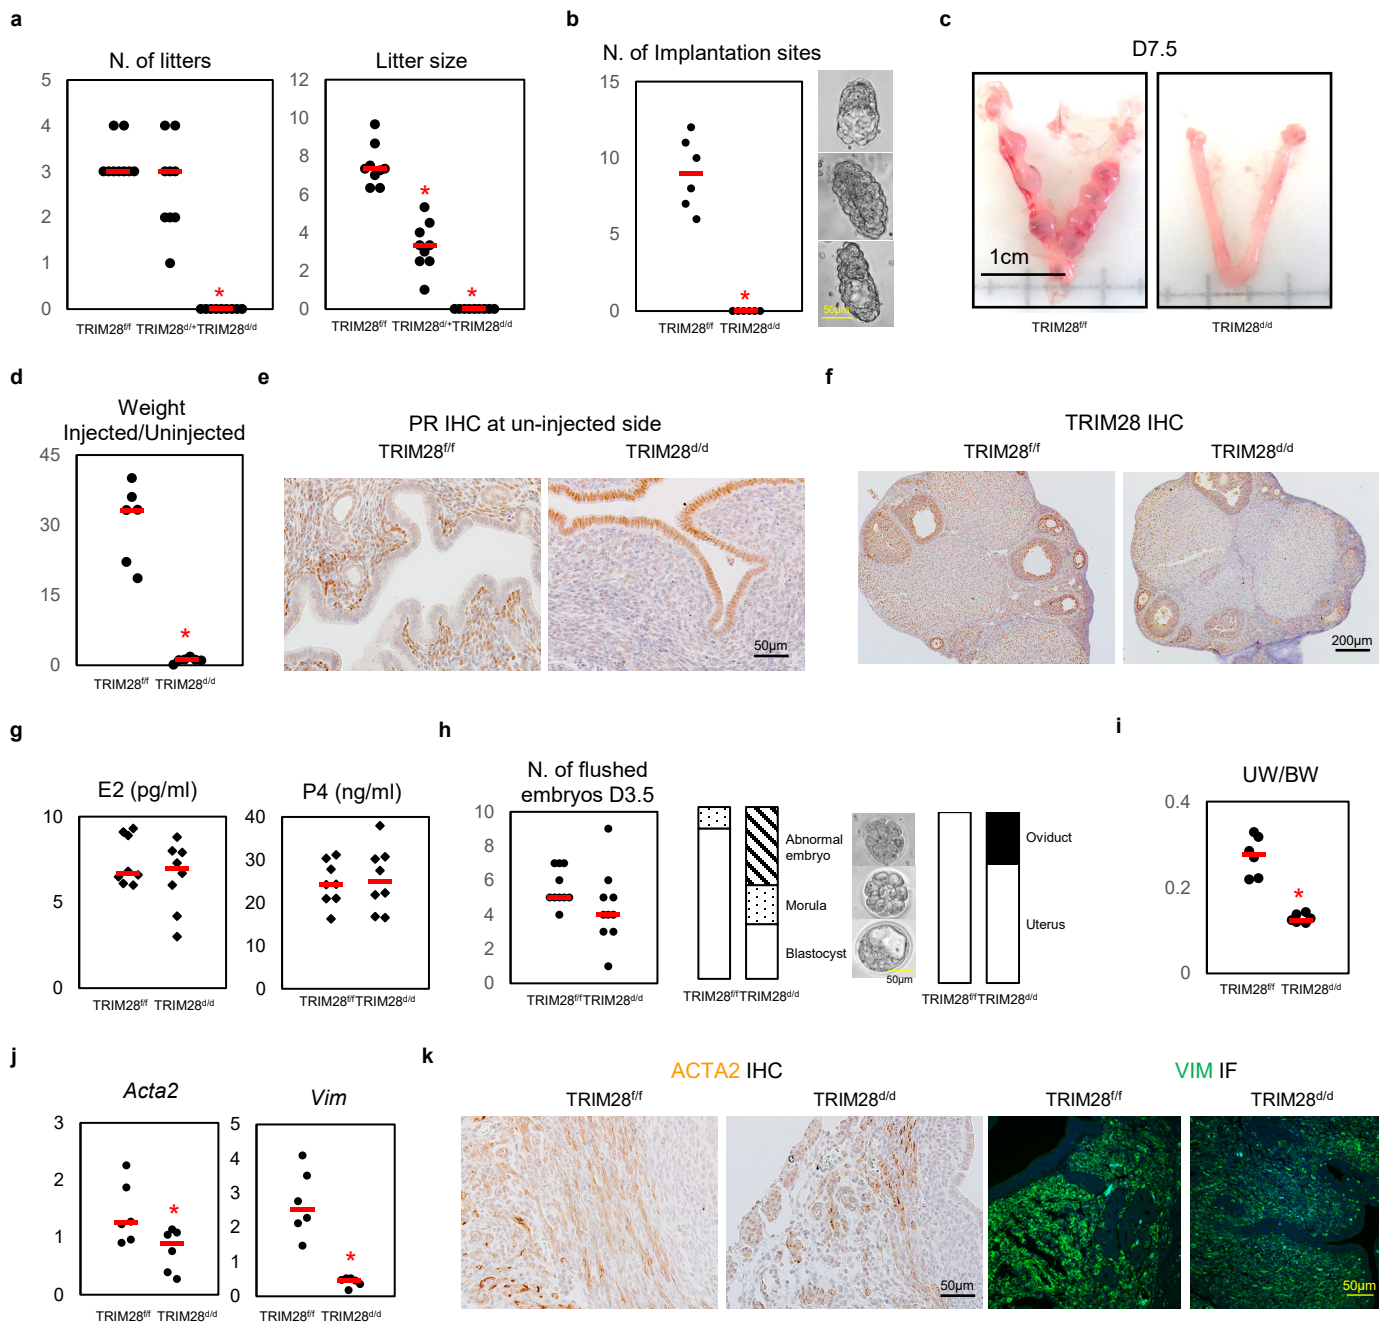 a
N. of litters
5
4
3
2
1
0
TRIM28f/f TRIM28d/+ TRIM28d/d
*
Litter size
12
10
8
6
4
2
0
*
*
TRIM28f/f TRIM28d/+ TRIM28d/d
b
N. of Implantation sites
15
10
5
0
*
TRIM28f/f TRIM28d/d
50µm
c
D7.5
1cm
TRIM28f/f
TRIM28d/d
d
Weight
Injected/Uninjected
45
30
15
0
*
TRIM28f/f TRIM28d/d
e
PR IHC at un-injected side
TRIM28f/f
TRIM28d/d
50µm
f
TRIM28 IHC
TRIM28f/f
TRIM28d/d
200µm
g
E2 (pg/ml)
10
5
0
TRIM28f/f TRIM28d/d
P4 (ng/ml)
40
30
20
10
0
TRIM28f/f TRIM28d/d
h
N. of flushed
embryos D3.5
10
8
6
4
2
0
TRIM28f/f TRIM28d/d
Abnormal
embryo
Morula
Blastocyst
TRIM28f/f TRIM28d/d
50µm
Oviduct
Uterus
TRIM28f/f TRIM28d/d
i
UW/BW
0.4
0.2
0
*
TRIM28f/f TRIM28d/d
j
Acta2
3
2
1
0
*
TRIM28f/f TRIM28d/d
Vim
5
4
3
2
1
0
*
TRIM28f/f TRIM28d/d
k
ACTA2 IHC
TRIM28f/f
TRIM28d/d
50µm
VIM IF
TRIM28f/f
TRIM28d/d
50µm